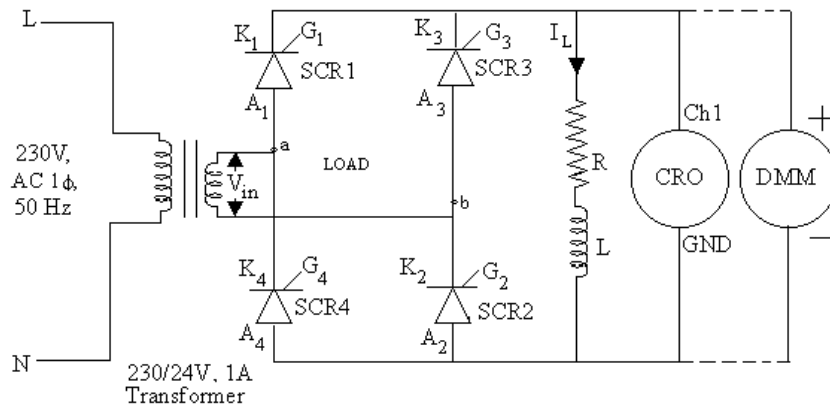 L
K1 G1
SCR1
A1
K3 G3
SCR3
A3
IL
R
L
Ch1
CRO
GND
+
DMM
−
230V,
AC 1ϕ,
50 Hz
Vin
a
LOAD
b
K4 G4
SCR4
A4
K2 G2
SCR2
A2
N
230/24V, 1A
Transformer